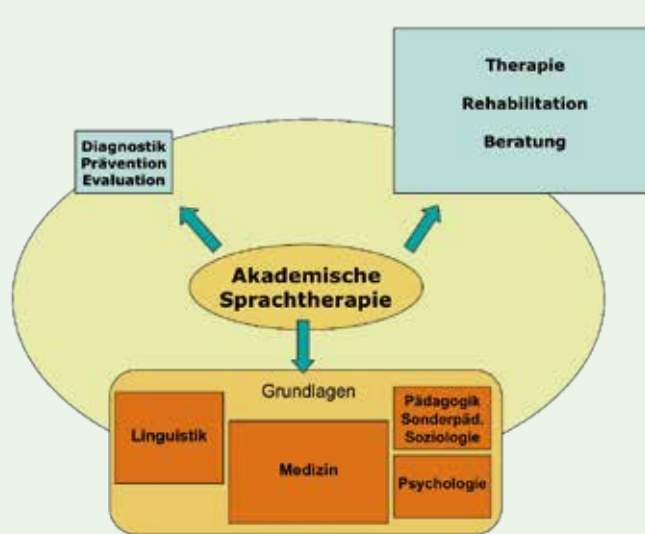 Therapie
Rehabilitation
Beratung
Diagnostik
Prävention
Evaluation
Akademische
Sprachtherapie
Grundlagen
Linguistik
Medizin
Pädagogik
Sonderpäd.
Soziologie
Psychologie